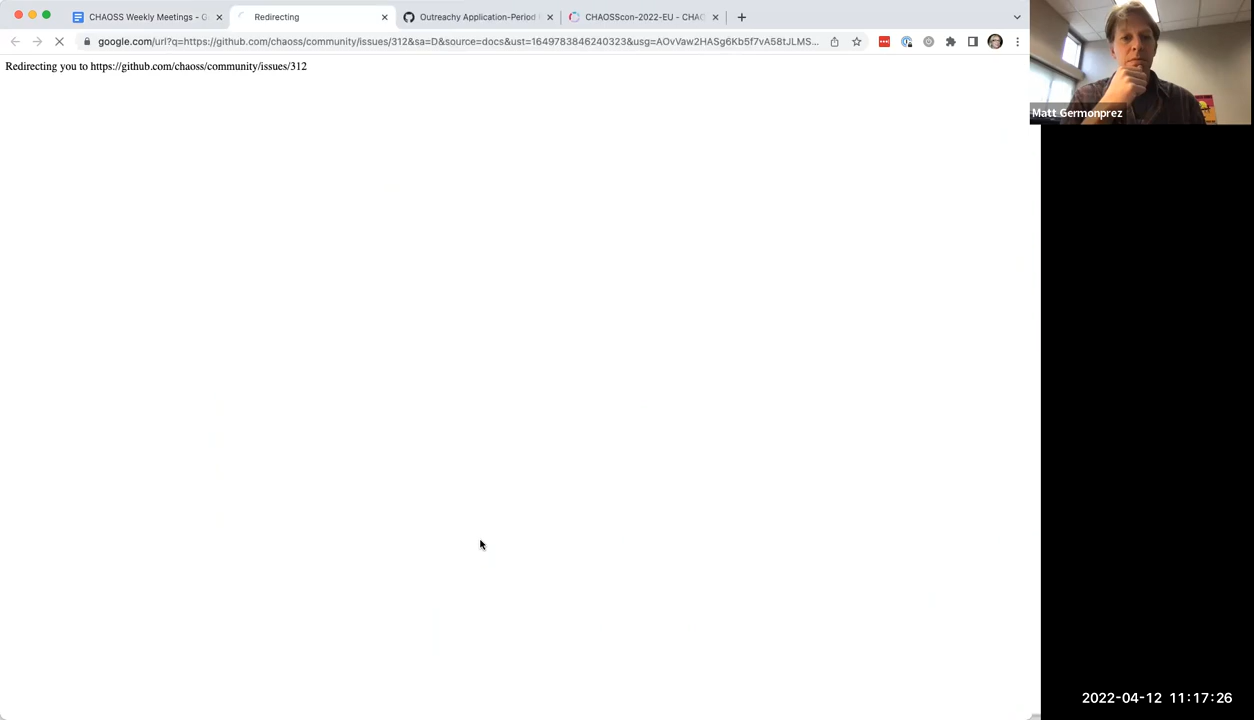 CHAOSS Weekly Meetings - G
Redirecting
Outreachy Application-Period
CHAOSScon-2022-EU - CHAO
google.com/url?q=https://github.com/chaoss/community/issues/312&sa=D&source=docs&ust=1649783846240323&usg=AOvVaw2HASg6Kb5f7vA58tJLMS...
Redirecting you to https://github.com/chaoss/community/issues/312
Matt Germonprez
2022-04-12 11:17:26